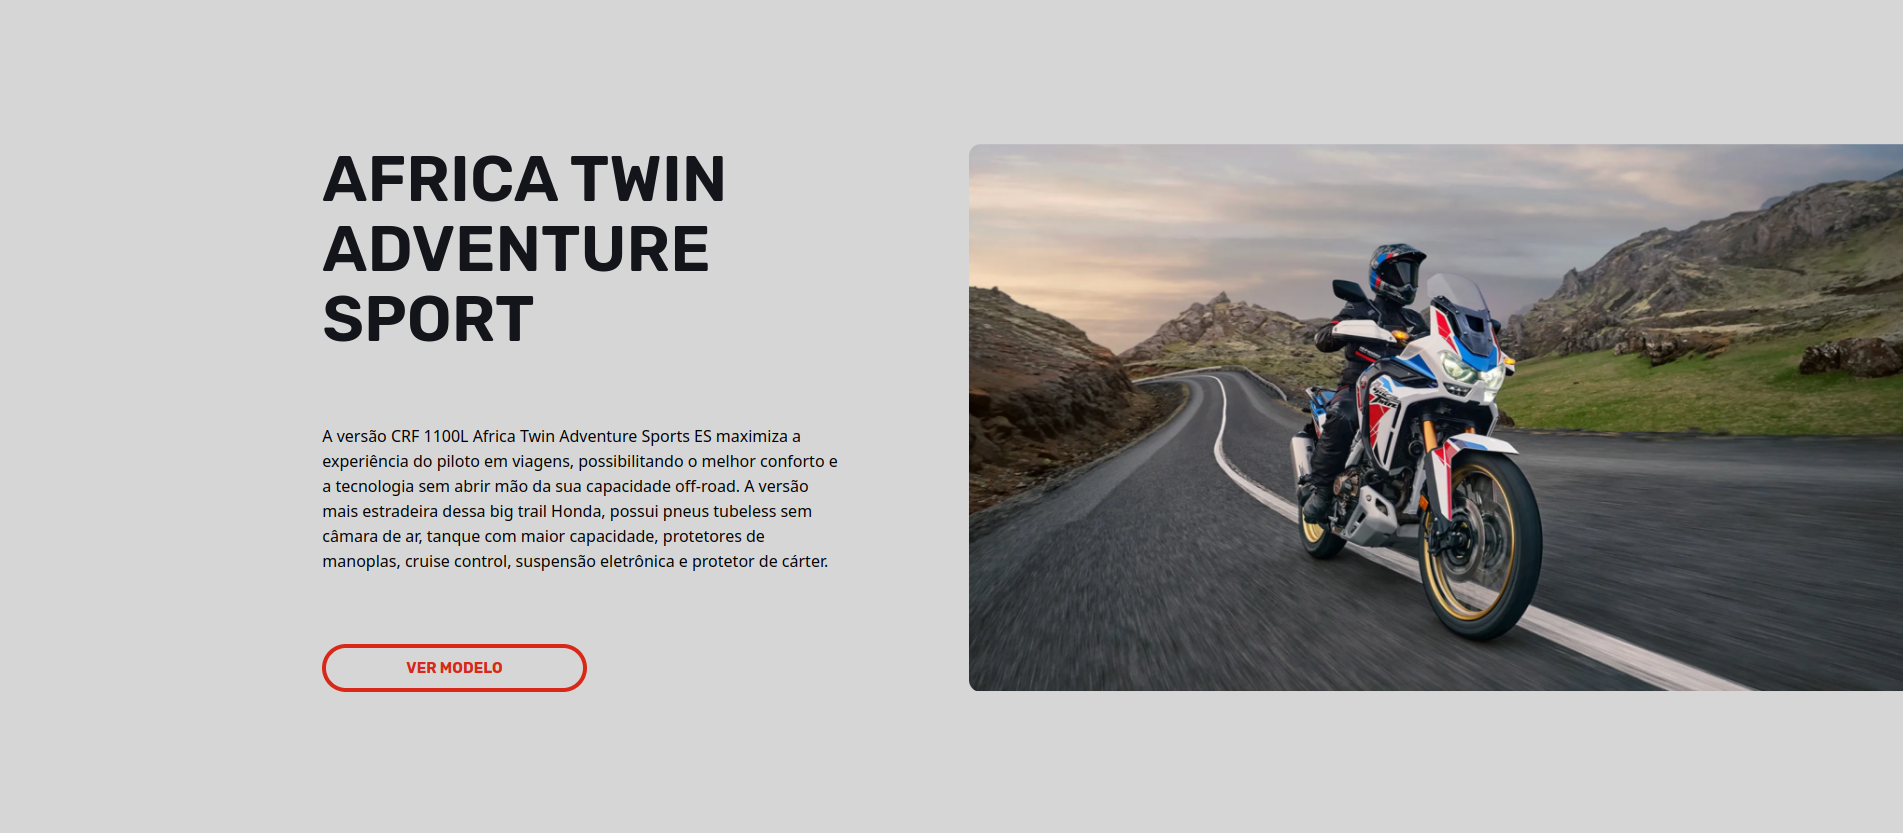 AFRICA TWIN
ADVENTURE
SPORT
A versão CRF 1100L Africa Twin Adventure Sports ES maximiza a
experiência do piloto em viagens, possibilitando o melhor conforto e
a tecnologia sem abrir mão da sua capacidade off-road. A versão
mais estradeira dessa big trail Honda, possui pneus tubeless sem
câmara de ar, tanque com maior capacidade, protetores de
manoplas, cruise control, suspensão eletrônica e protetor de cárter.
VER MODELO